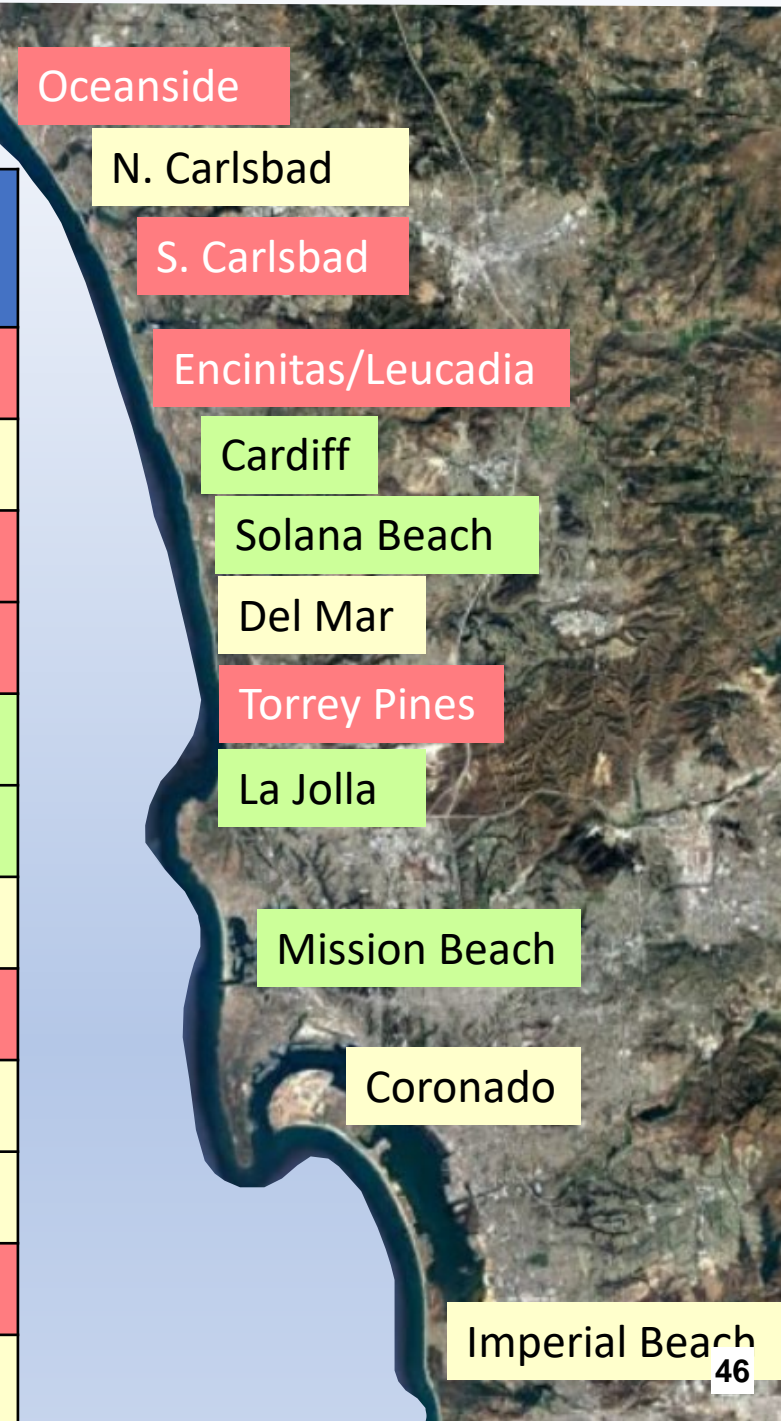 Oceanside
N. Carlsbad
S. Carlsbad
Encinitas/Leucadia
Cardiff
Solana Beach
Del Mar
Torrey Pines
La Jolla
Mission Beach
Coronado
Imperial Beach
46